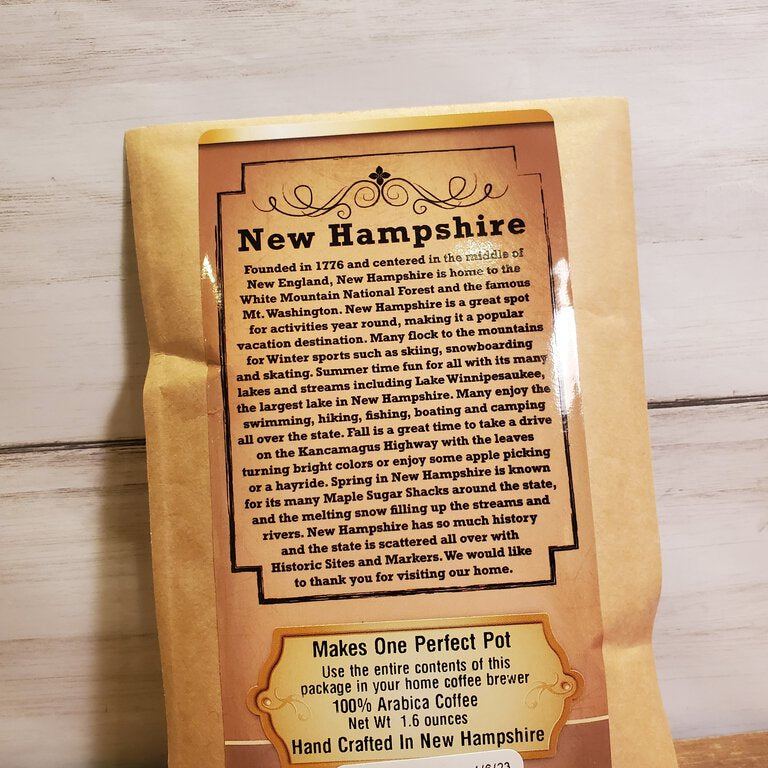 New Hampshire
Founded in 1776 and centered in the middle of
New England, New Hampshire is home to the
White Mountain National Forest and the famous
Mt. Washington. New Hampshire is a great spot
for activities year round, making it a popular
vacation destination. Many flock to the mountains
for Winter sports such as skiing, snowboarding
and skating. Summer time fun for all with its many
lakes and streams including Lake Winnipesaukee,
the largest lake in New Hampshire. Many enjoy the
swimming, hiking, fishing, boating and camping
all over the state. Fall is a great time to take a drive
on the Kancamagus Highway with the leaves
turning bright colors or enjoy some apple picking
or a hayride. Spring in New Hampshire is known
for its many Maple Sugar Shacks around the state,
and the melting snow filling up the streams and
rivers. New Hampshire has so much history
and the state is scattered all over with
Historic Sites and Markers. We would like
to thank you for visiting our home.
Makes One Perfect Pot
Use the entire contents of this
package in your home coffee brewer
100% Arabica Coffee
Net Wt 1.6 ounces
Hand Crafted In New Hampshire